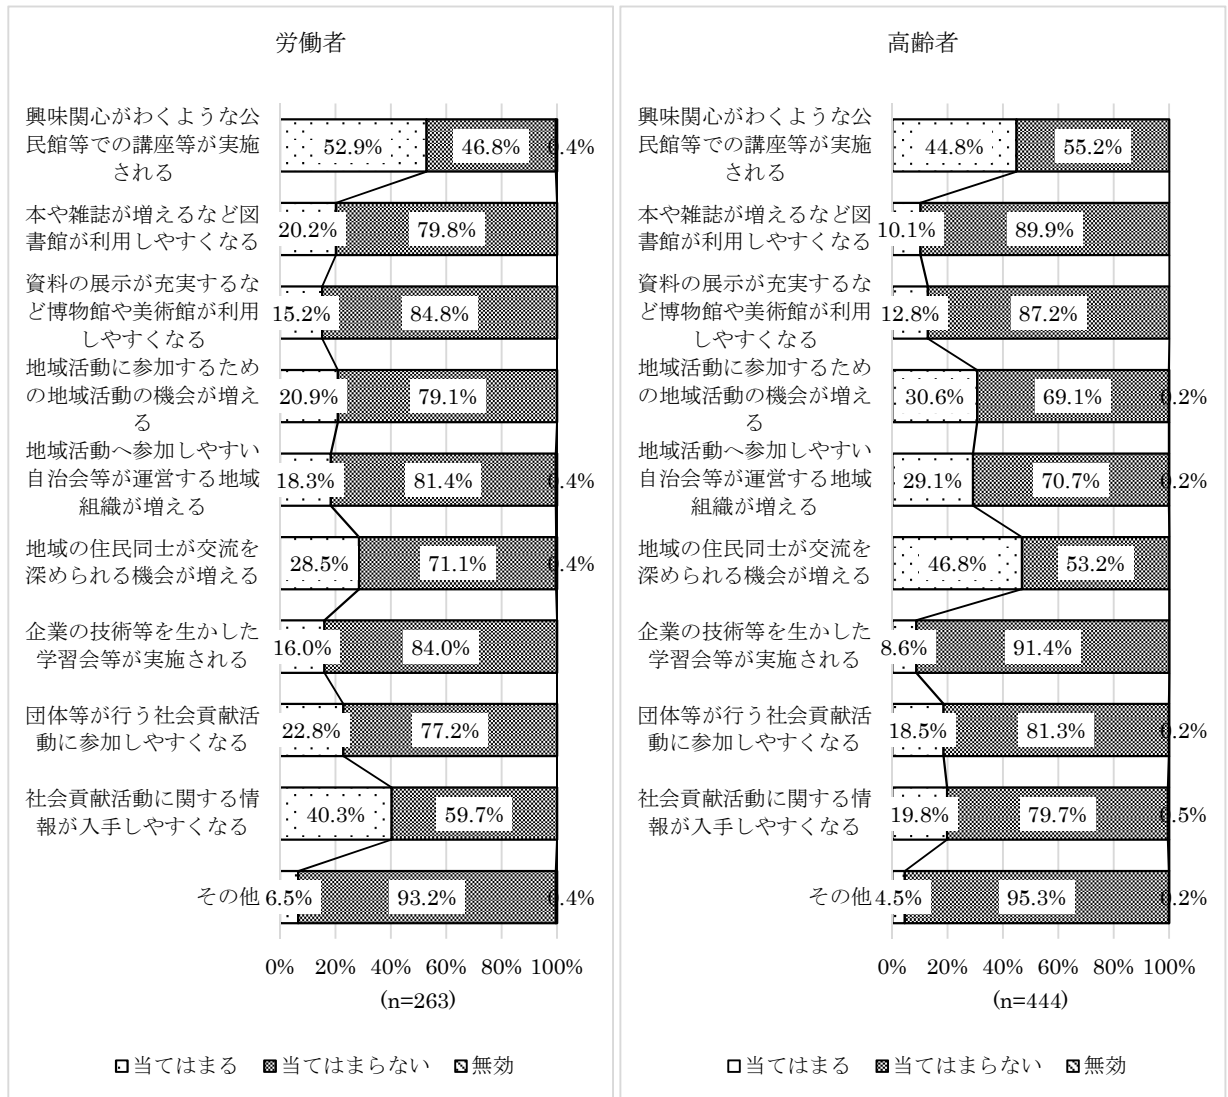 労働者
興味関心がわくような公
民館等での講座等が実施
される
52.9%
46.8%
0.4%
本や雑誌が増えるなど図
書館が利用しやすくなる
20.2%
79.8%
資料の展示が充実するな
ど博物館や美術館が利用
しやすくなる
15.2%
84.8%
地域活動に参加するため
の地域活動の機会が増え
る
20.9%
79.1%
地域活動へ参加しやすい
自治会等が運営する地域
組織が増える
18.3%
81.4%
0.4%
地域の住民同士が交流を
深められる機会が増える
28.5%
71.1%
0.4%
企業の技術等を生かした
学習会等が実施される
16.0%
84.0%
団体等が行う社会貢献活
動に参加しやすくなる
22.8%
77.2%
社会貢献活動に関する情
報が入手しやすくなる
40.3%
59.7%
その他
6.5%
93.2%
0.4%
0% 20% 40% 60% 80% 100%
(n=263)
当てはまる 当てはまらない 無効
高齢者
興味関心がわくような公
民館等での講座等が実施
される
44.8%
55.2%
本や雑誌が増えるなど図
書館が利用しやすくなる
10.1%
89.9%
資料の展示が充実するな
ど博物館や美術館が利用
しやすくなる
12.8%
87.2%
地域活動に参加するため
の地域活動の機会が増え
る
30.6%
69.1%
0.2%
地域活動へ参加しやすい
自治会等が運営する地域
組織が増える
29.1%
70.7%
0.2%
地域の住民同士が交流を
深められる機会が増える
46.8%
53.2%
企業の技術等を生かした
学習会等が実施される
8.6%
91.4%
団体等が行う社会貢献活
動に参加しやすくなる
18.5%
81.3%
0.2%
社会貢献活動に関する情
報が入手しやすくなる
19.8%
79.7%
0.5%
その他
4.5%
95.3%
0.2%
0% 20% 40% 60% 80% 100%
(n=444)
当てはまる 当てはまらない 無効